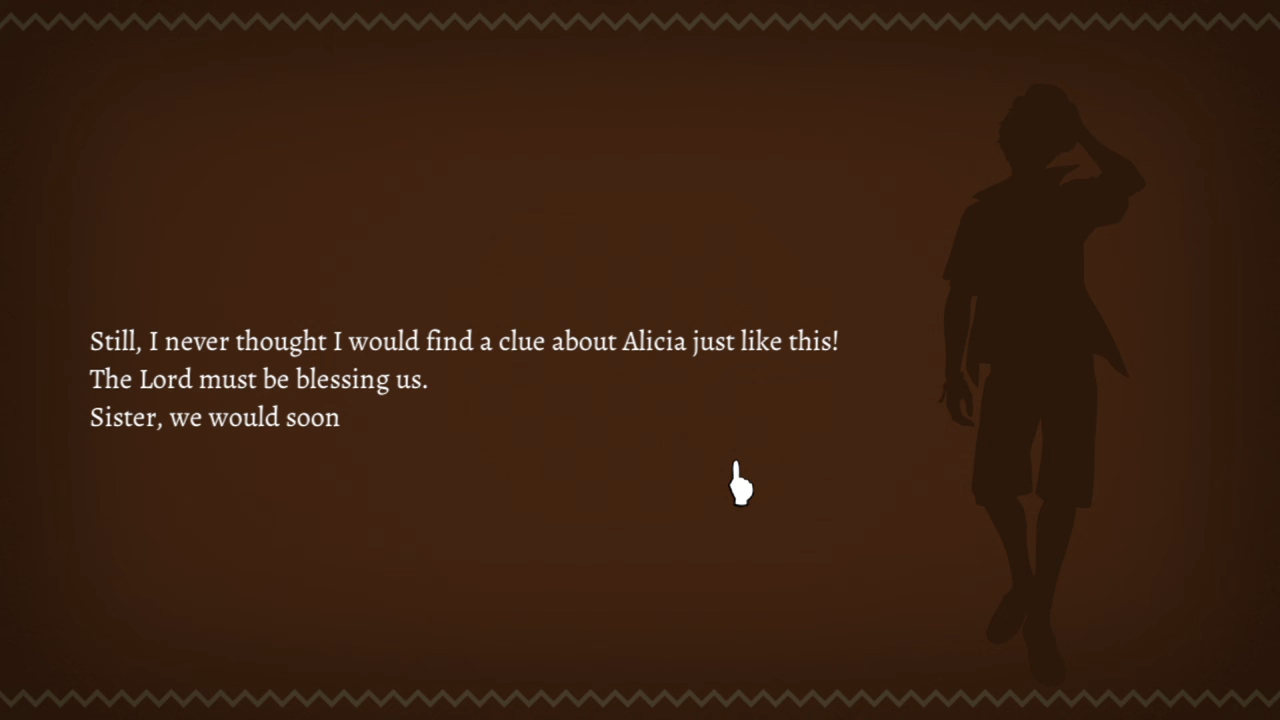 Still, I never thought I would find a clue about Alicia just like this!
The Lord must be blessing us.
Sister, we would soon